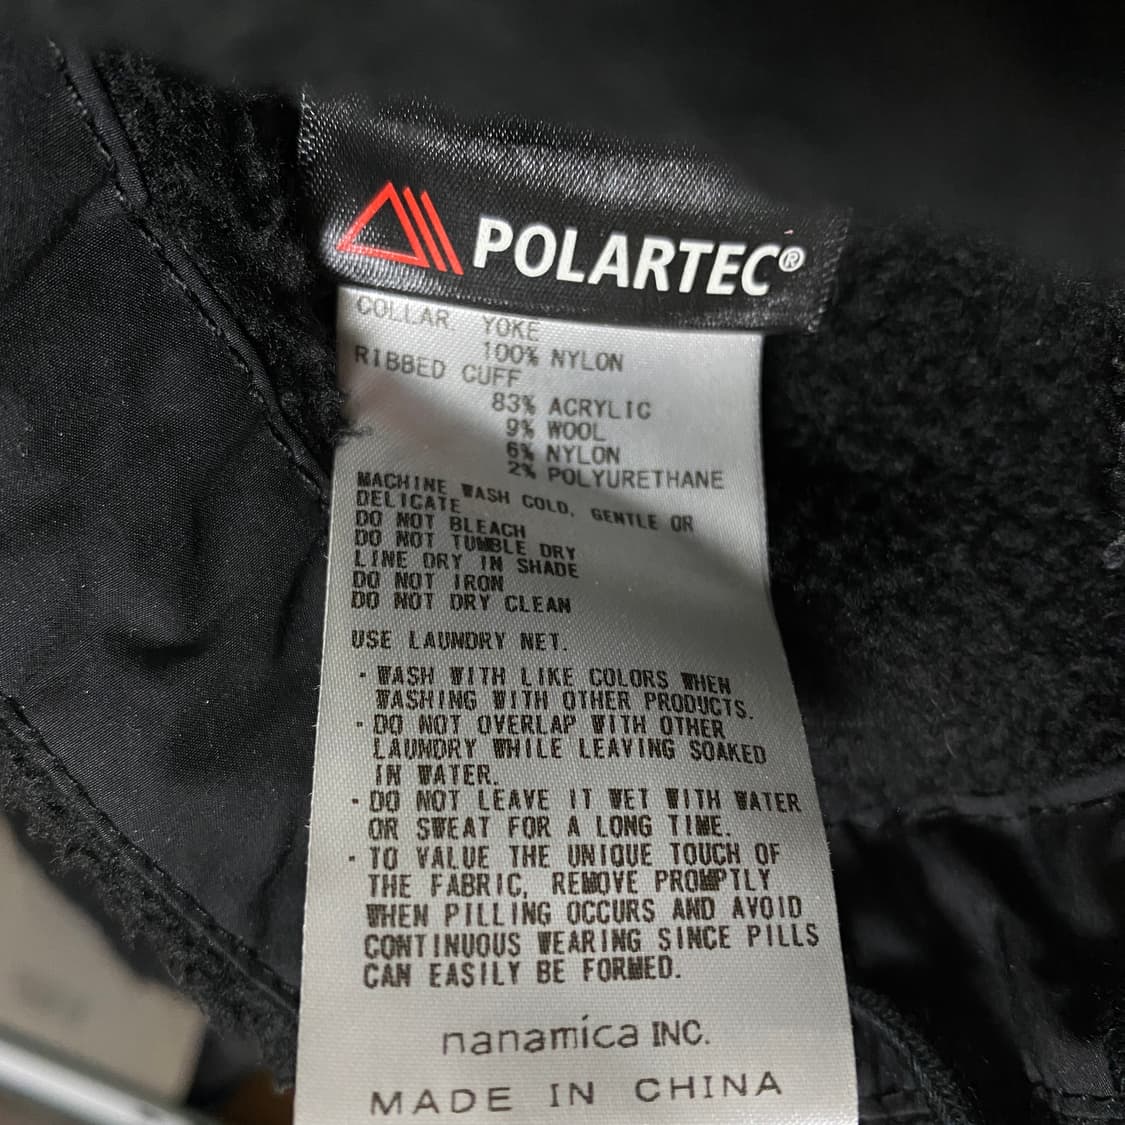 POLARTEC®
COLLAR, YOKE
100% NYLON
RIBBED CUFF
83% ACRYLIC
9% WOOL
6% NYLON
2% POLYURETHANE
MACHINE WASH COLD, GENTLE OR
DELICATE
DO NOT BLEACH
DO NOT TUMBLE DRY
LINE DRY IN SHADE
DO NOT IRON
DO NOT DRY CLEAN
USE LAUNDRY NET.
・WASH WITH LIKE COLORS WHEN
WASHING WITH OTHER PRODUCTS.
・DO NOT OVERLAP WITH OTHER
LAUNDRY WHILE LEAVING SOAKED
IN WATER.
・DO NOT LEAVE IT WET WITH WATER
OR SWEAT FOR A LONG TIME.
・TO VALUE THE UNIQUE TOUCH OF
THE FABRIC, REMOVE PROMPTLY
WHEN PILLING OCCURS AND AVOID
CONTINUOUS WEARING SINCE PILLS
CAN EASILY BE FORMED.
nanamica INC.
MADE IN CHINA